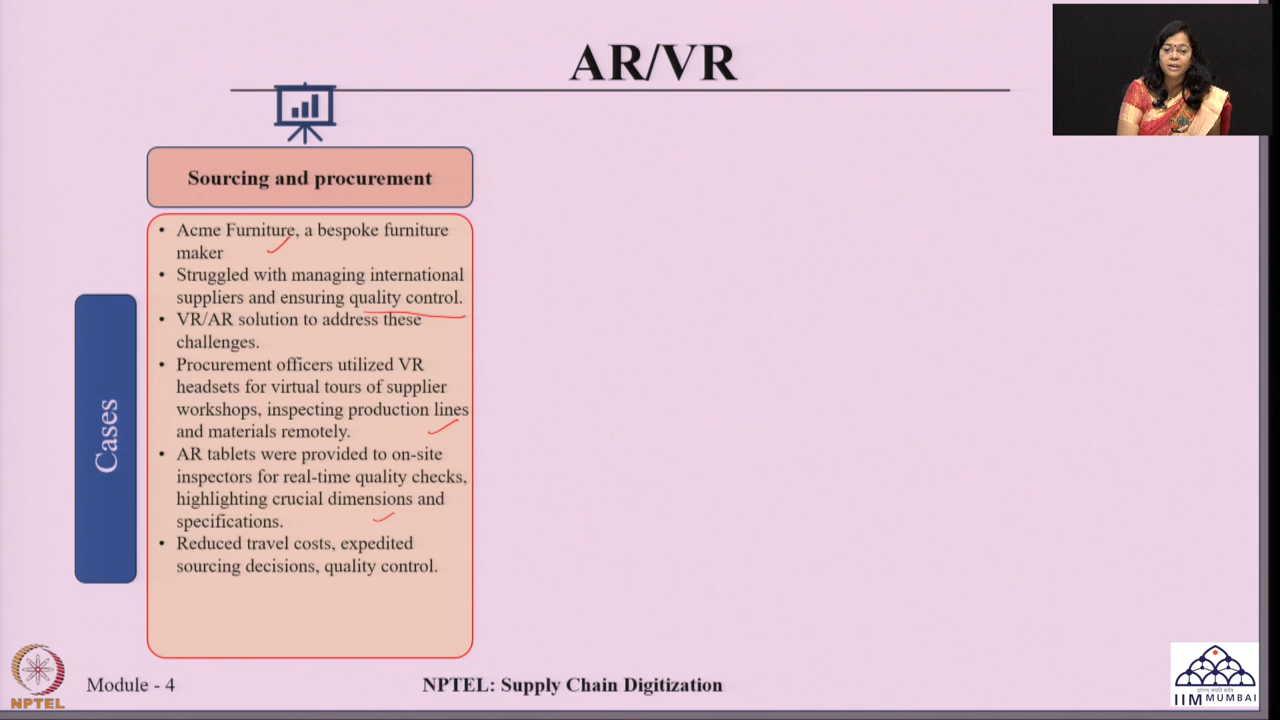 AR/VR
Sourcing and procurement
• Acme Furniture, a bespoke furniture
maker
• Struggled with managing international
suppliers and ensuring quality control.
• VR/AR solution to address these
challenges.
• Procurement officers utilized VR
headsets for virtual tours of supplier
workshops, inspecting production lines
and materials remotely.
• AR tablets were provided to on-site
inspectors for real-time quality checks,
highlighting crucial dimensions and
specifications.
• Reduced travel costs, expedited
sourcing decisions, quality control.
Cases
NPTEL
Module - 4
NPTEL: Supply Chain Digitization
IIM MUMBAI